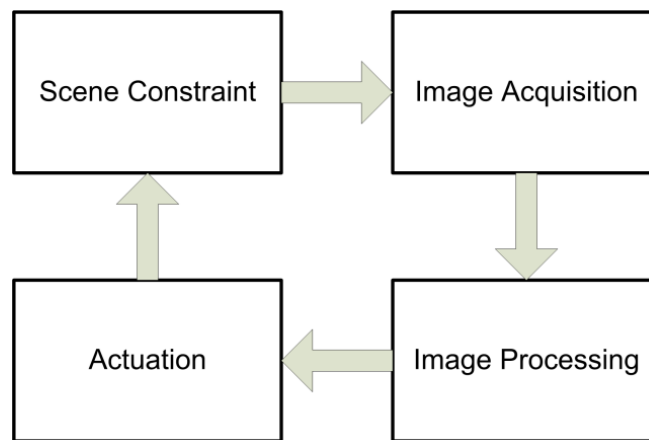 Scene Constraint
Image Acquisition
Actuation
Image Processing